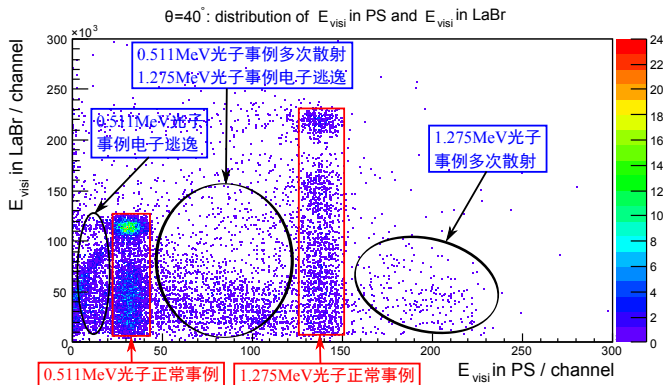 θ=40°: distribution of E_visi in PS and E_visi in LaBr
×10³
300
250
200
150
100
50
0
E_visi in LaBr / channel
0.511MeV光子事例多次散射
1.275MeV光子事例电子逃逸
0.511MeV光子
事例电子逃逸
1.275MeV光子
事例多次散射
24
22
20
18
16
14
12
10
8
6
4
2
0
0 50 100 150 200 250 300
E_visi in PS / channel
0.511MeV光子正常事例
1.275MeV光子正常事例